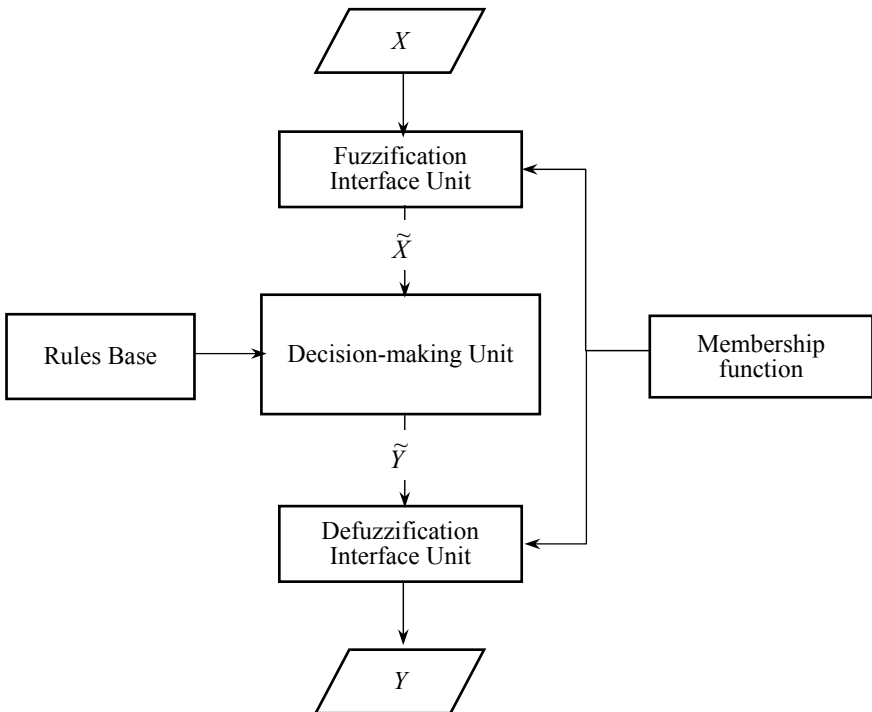 X
Fuzzification
Interface Unit
X̃
Rules Base
Decision-making Unit
Membership
function
Ỹ
Defuzzification
Interface Unit
Y